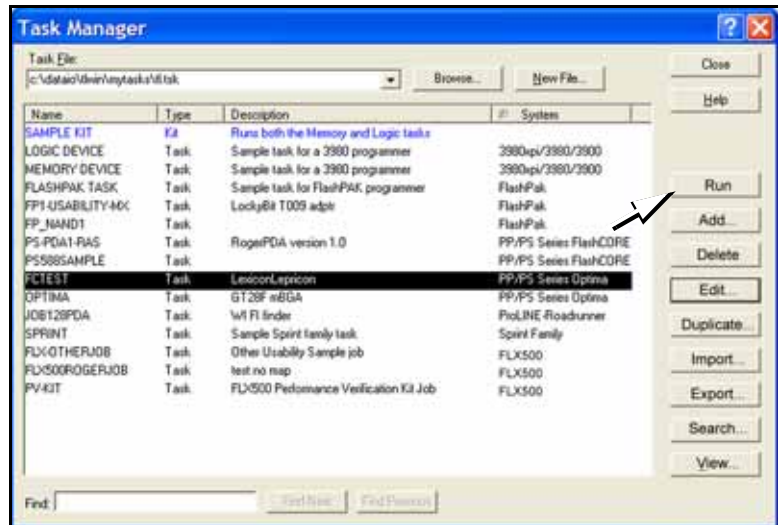 Task Manager
Task File:
Close
c:\dataio\tlwin\mytasks\tl.tsk
Browse...
New File...
Help
Name Type Description System
SAMPLE KIT Kit Runs both the Memory and Logic tasks
LOGIC DEVICE Task Sample task for a 3980 programmer 3980xpi/3980/3900
MEMORY DEVICE Task Sample task for a 3980 programmer 3980xpi/3980/3900
FLASHPAK TASK Task Sample task for FlashPAK programmer FlashPak
FP1-USABILITY-MX Task LockyBit T009 adptr FlashPak
FP_NAND1 Task FlashPak
PS-PDA1-RAS Task RogerPDA version 1.0 PP/PS Series FlashCORE
PS588SAMPLE Task PP/PS Series FlashCORE
FCTEST Task LexiconLepricon PP/PS Series Optima
OPTIMA Task GT28F mBGA PP/PS Series Optima
JOB128PDA Task WI FI finder ProLINE-Roadrunner
SPRINT Task Sample Sprint family task Sprint Family
FLX-OTHERJOB Task Other Usability Sample job FLX500
FLX500ROGERJOB Task test no map FLX500
PV-KIT Task FLX500 Performance Verification Kit Job FLX500
Run
Add...
Delete
Edit...
Duplicate...
Import...
Export...
Search...
View...
Find:
Find Next
Find Previous